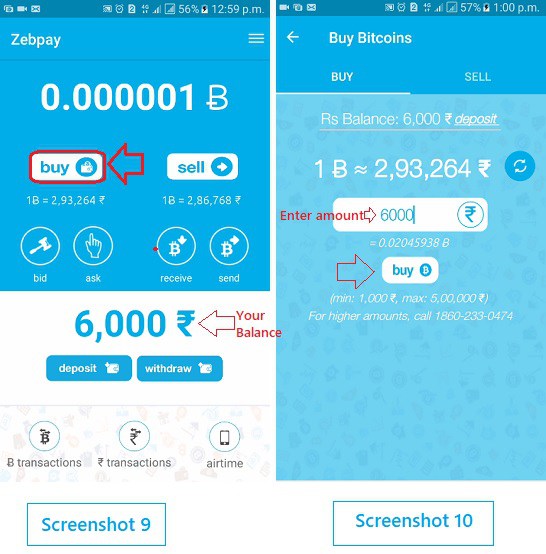 56% 12:59 p.m.
Zebpay
0.000001 Ƀ
buy
sell
1Ƀ = 2,93,264 ₹
1Ƀ = 2,86,768 ₹
bid
ask
receive
send
6,000 ₹
Your
Balance
deposit
withdraw
Ƀ transactions
₹ transactions
airtime
Screenshot 9
57% 1:00 p.m.
Buy Bitcoins
BUY
SELL
Rs Balance: 6,000 ₹ deposit
1 Ƀ ≈ 2,93,264 ₹
Enter amount
6000
₹
= 0.02045938 Ƀ
buy
(min: 1,000 ₹, max: 5,00,000 ₹)
For higher amounts, call 1860-233-0474
Screenshot 10